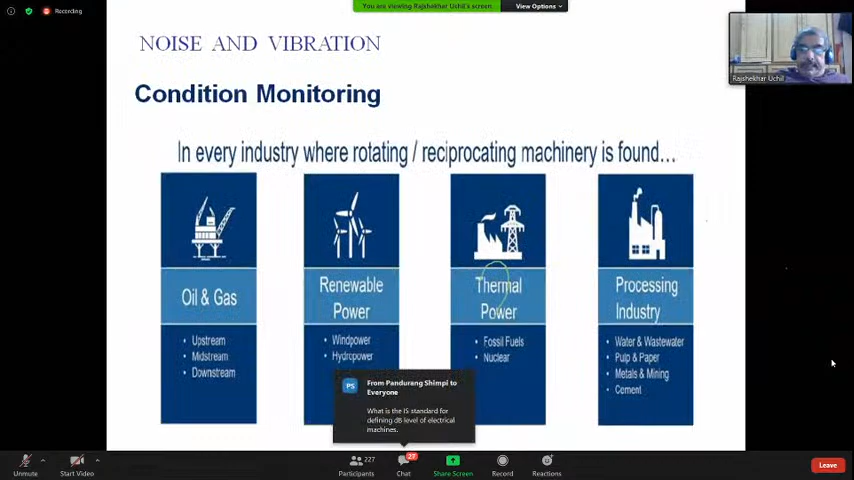 Recording
You are viewing Rajshekhar Uchil's screen
View Options
NOISE AND VIBRATION
Rajshekhar Uchil
Condition Monitoring
In every industry where rotating / reciprocating machinery is found...
Oil & Gas
• Upstream
• Midstream
• Downstream
Renewable
Power
• Windpower
• Hydropower
Thermal
Power
• Fossil Fuels
• Nuclear
Processing
Industry
• Water & Wastewater
• Pulp & Paper
• Metals & Mining
• Cement
PS
From Pandurang Shimpi to
Everyone
What is the IS standard for
defining dB level of electrical
machines.
Unmute
Start Video
227
Participants
27
Chat
Share Screen
Record
Reactions
Leave